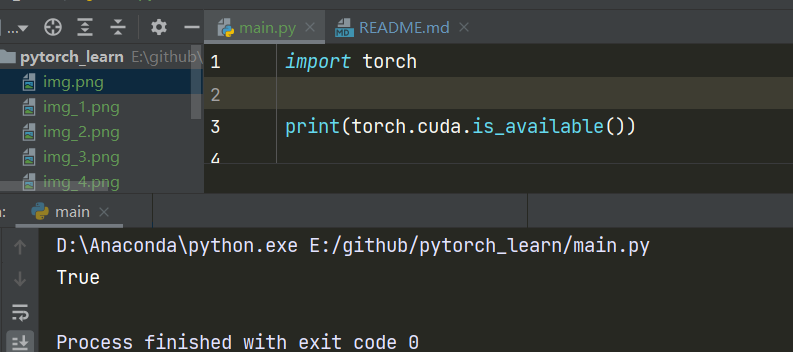 ...
main.py
README.md
MD
pytorch_learn E:\github\
img.png
img_1.png
img_2.png
img_3.png
img_4.png
1 import torch
2
3 print(torch.cuda.is_available())
4
main
D:\Anaconda\python.exe E:/github/pytorch_learn/main.py
True
Process finished with exit code 0